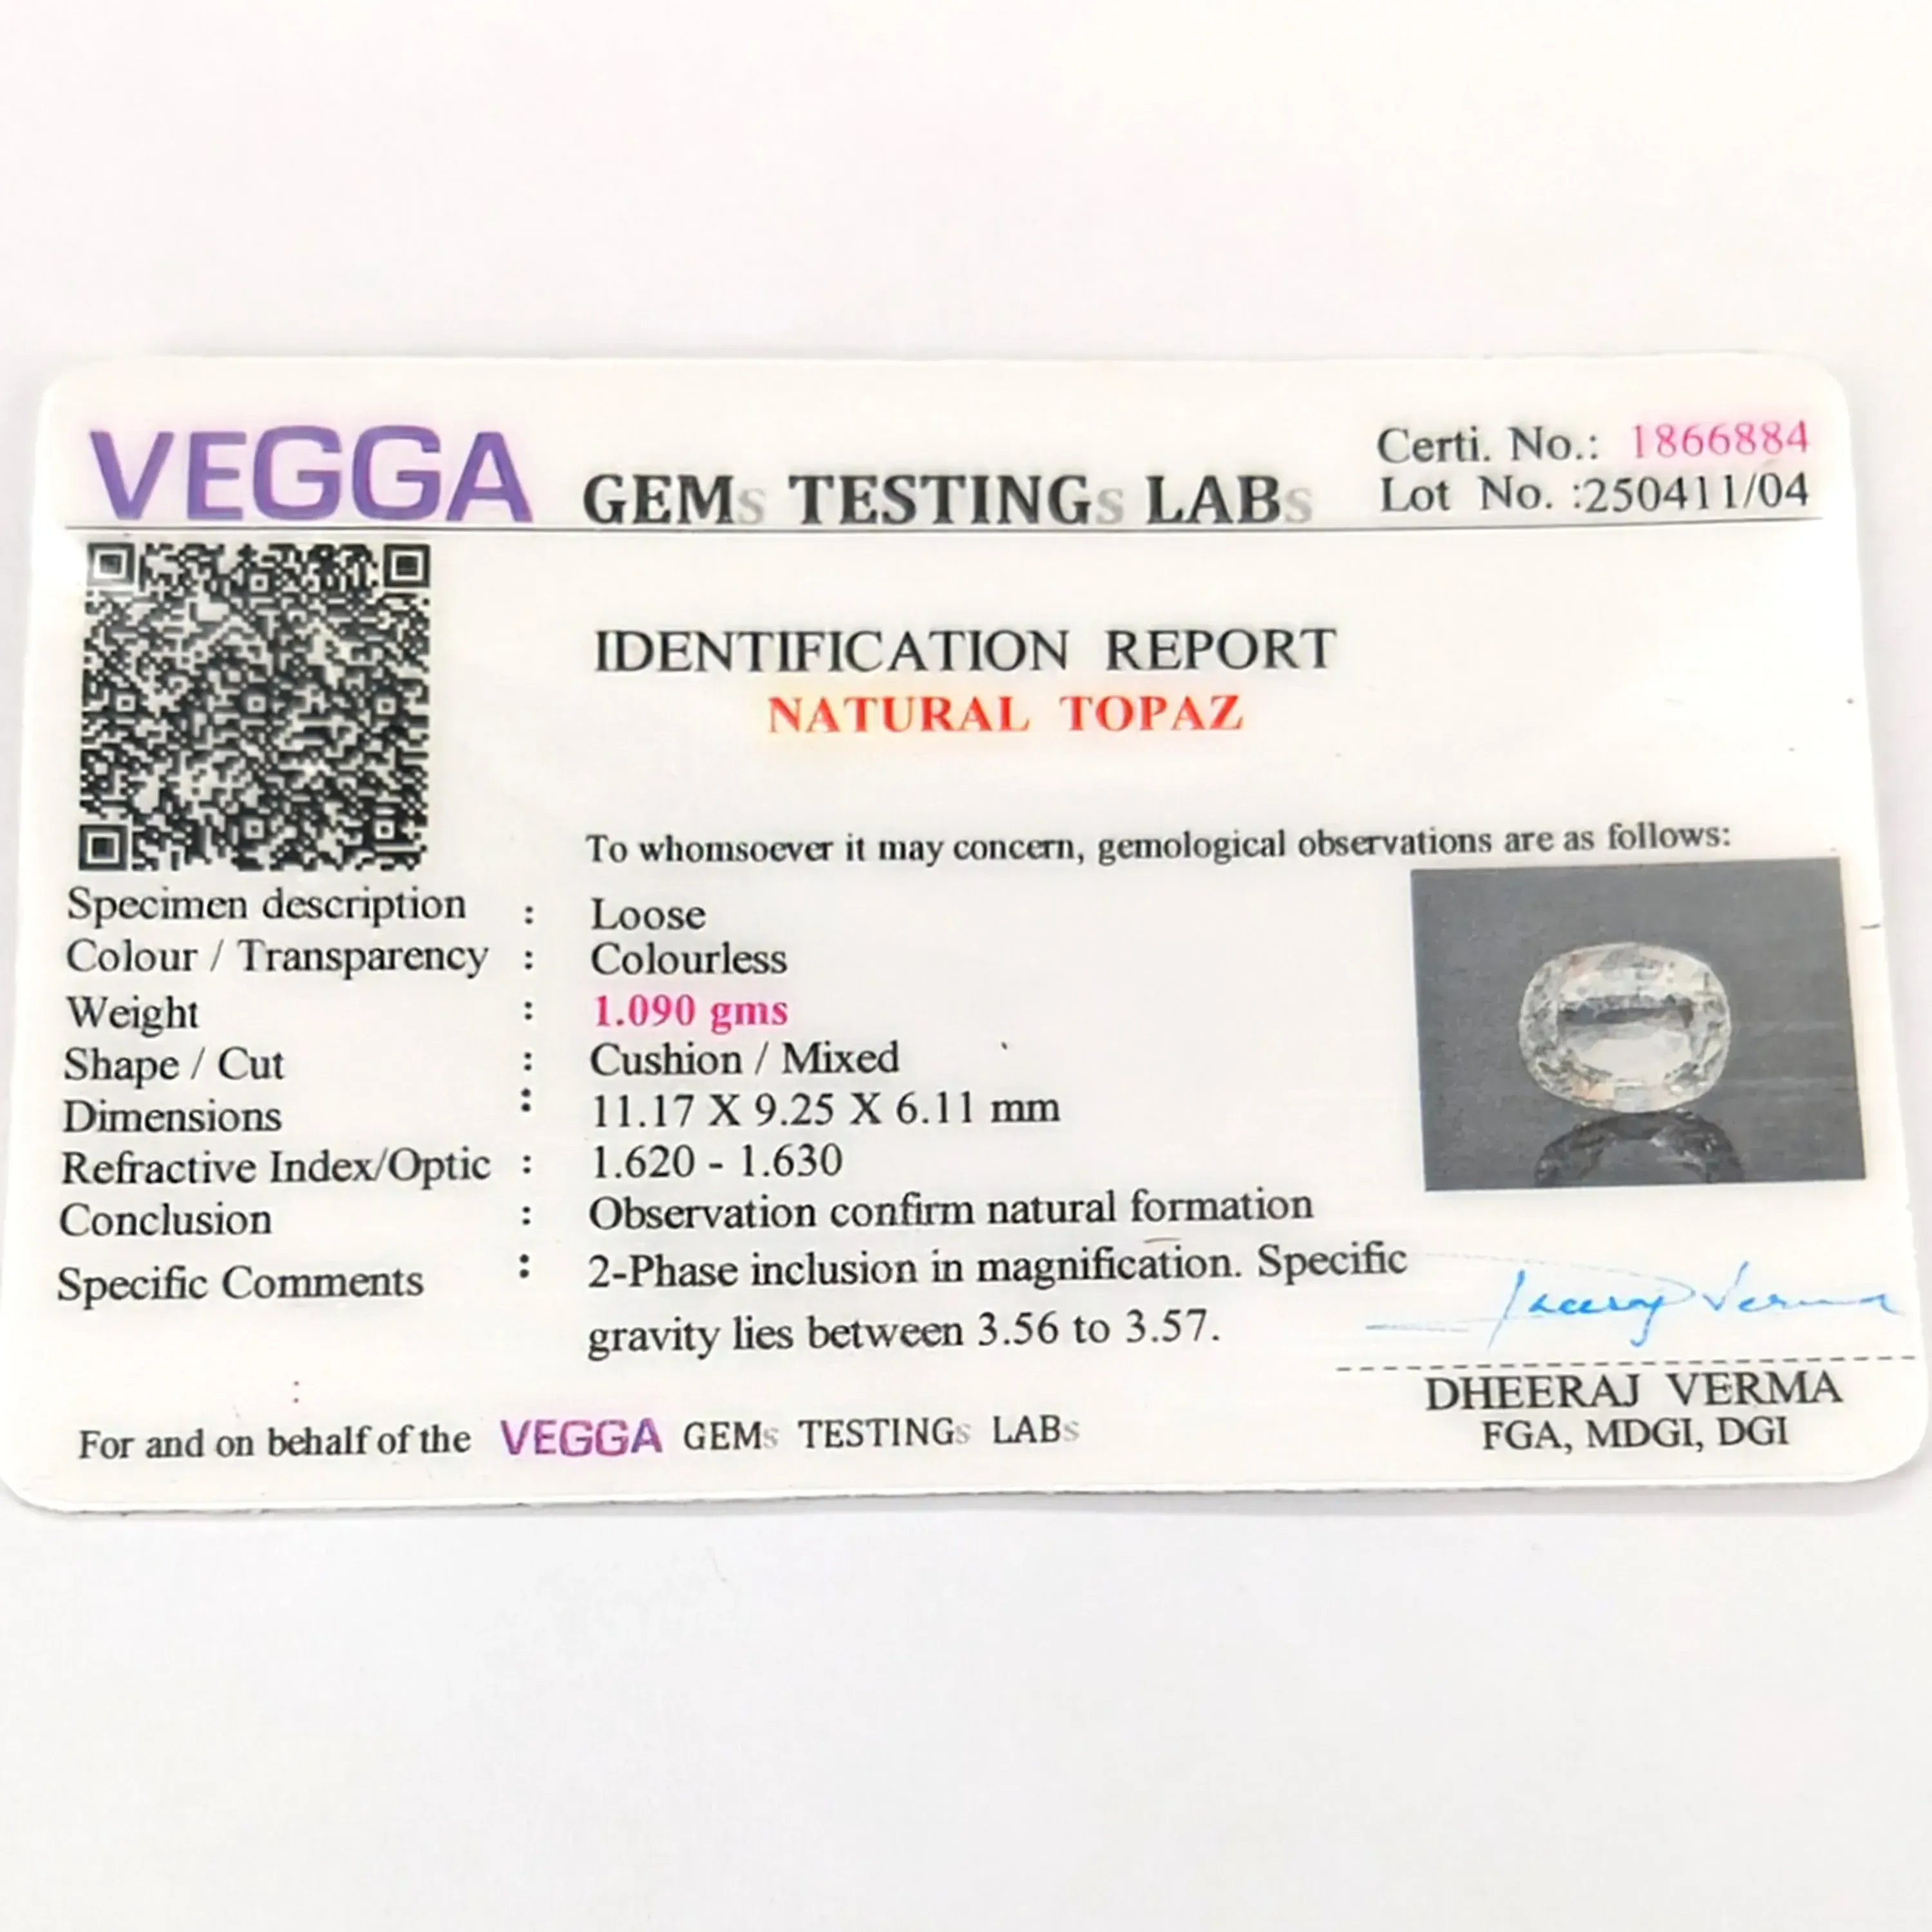 VEGGA GEMs TESTINGs LABs
Certi. No.: 1866884
Lot No. :250411/04
IDENTIFICATION REPORT
NATURAL TOPAZ
To whomsoever it may concern, gemological observations are as follows:
Specimen description : Loose
Colour / Transparency : Colourless
Weight : 1.090 gms
Shape / Cut : Cushion / Mixed
Dimensions : 11.17 X 9.25 X 6.11 mm
Refractive Index/Optic : 1.620 - 1.630
Conclusion : Observation confirm natural formation
Specific Comments : 2-Phase inclusion in magnification. Specific
gravity lies between 3.56 to 3.57.
:
Dheeraj Verma
DHEERAJ VERMA
FGA, MDGI, DGI
For and on behalf of the VEGGA GEMs TESTINGs LABs